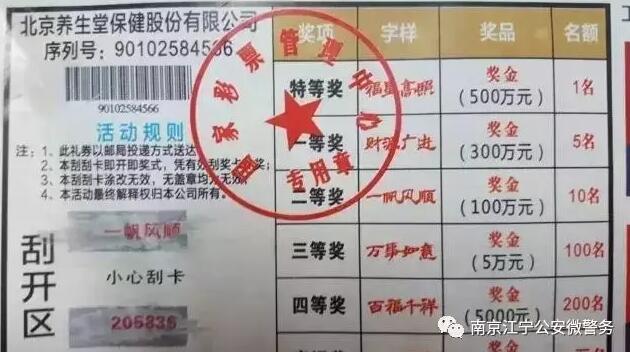 北京养生堂保健股份有限公司
序列号：90102584566
90102584566
活动规则
注：1、此礼券以邮局投递方式送达
2、本刮刮卡即开即奖式，凭有效刮奖卡
3、本刮刮卡涂改无效，无盖章均为无效
4、本活动最终解释权归本公司所有。
刮开区
一帆风顺
小心刮卡
205835
国家彩票管理中心
专用章
奖项 字样 奖品 名额
特等奖 福星高照 奖金（500万元） 1名
一等奖 财源广进 奖金（300万元） 5名
二等奖 一帆风顺 奖金（100万元） 10名
三等奖 万事如意 奖金（5万元） 100名
四等奖 百福千祥 奖金（5000元） 200名
南京江宁公安微警务